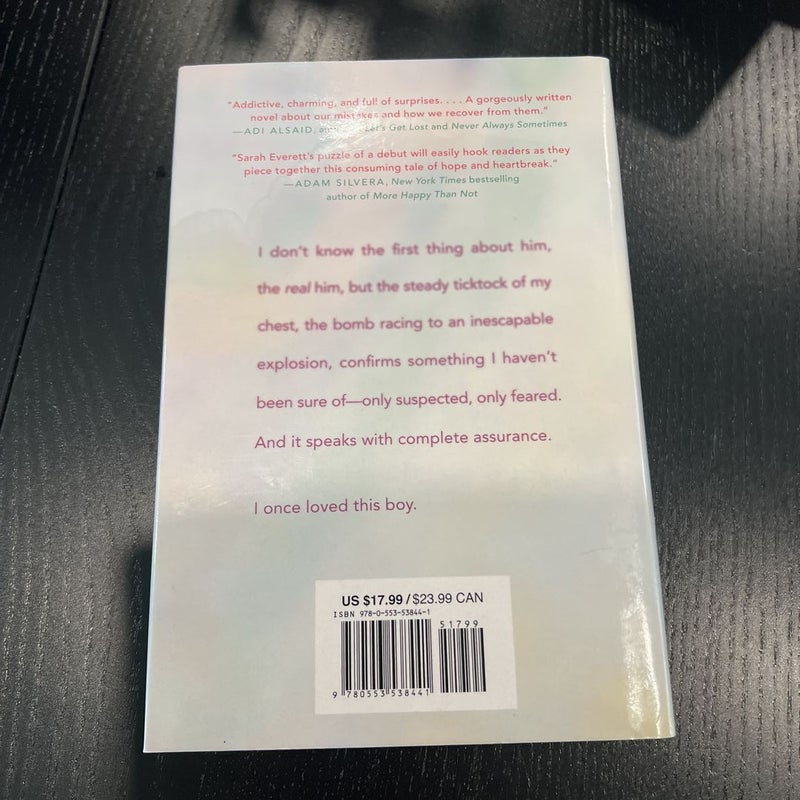 "Addictive, charming, and full of surprises. . . . A gorgeously written
novel about our mistakes and how we recover from them."
—ADI ALSAID, Let's Get Lost and Never Always Sometimes
"Sarah Everett's puzzle of a debut will easily hook readers as they
piece together this consuming tale of hope and heartbreak."
—ADAM SILVERA, New York Times bestselling
author of More Happy Than Not
I don't know the first thing about him,
the real him, but the steady ticktock of my
chest, the bomb racing to an inescapable
explosion, confirms something I haven't
been sure of—only suspected, only feared.
And it speaks with complete assurance.
I once loved this boy.
US $17.99 / $23.99 CAN
ISBN 978-0-553-53844-1
51799
9 780553 538441